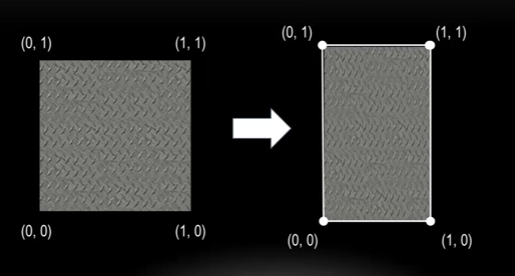 (0, 1) (1, 1)
(0, 0) (1, 0)
(0, 1) (1, 1)
(0, 0) (1, 0)